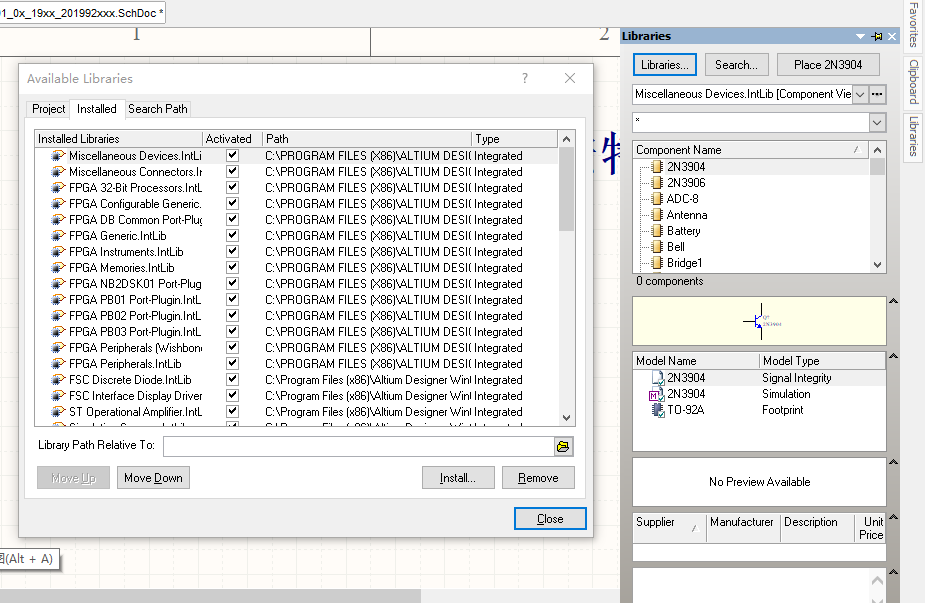 01_0x_19xx_201992xxx.SchDoc *
1
2
Available Libraries
?
Project
Installed
Search Path
Installed Libraries
Activated
Path
Type
Miscellaneous Devices.IntLi
C:\PROGRAM FILES (X86)\ALTIUM DESI
Integrated
Miscellaneous Connectors.In
C:\PROGRAM FILES (X86)\ALTIUM DESI
Integrated
FPGA 32-Bit Processors.IntL
C:\PROGRAM FILES (X86)\ALTIUM DESI
Integrated
FPGA Configurable Generic.
C:\PROGRAM FILES (X86)\ALTIUM DESI
Integrated
FPGA DB Common Port-Plug
C:\PROGRAM FILES (X86)\ALTIUM DESI
Integrated
FPGA Generic.IntLib
C:\PROGRAM FILES (X86)\ALTIUM DESI
Integrated
FPGA Instruments.IntLib
C:\PROGRAM FILES (X86)\ALTIUM DESI
Integrated
FPGA Memories.IntLib
C:\PROGRAM FILES (X86)\ALTIUM DESI
Integrated
FPGA NB2DSK01 Port-Plug
C:\PROGRAM FILES (X86)\ALTIUM DESI
Integrated
FPGA PB01 Port-Plugin.IntL
C:\PROGRAM FILES (X86)\ALTIUM DESI
Integrated
FPGA PB02 Port-Plugin.IntL
C:\PROGRAM FILES (X86)\ALTIUM DESI
Integrated
FPGA PB03 Port-Plugin.IntL
C:\PROGRAM FILES (X86)\ALTIUM DESI
Integrated
FPGA Peripherals (Wishbon
C:\PROGRAM FILES (X86)\ALTIUM DESI
Integrated
FPGA Peripherals.IntLib
C:\PROGRAM FILES (X86)\ALTIUM DESI
Integrated
FSC Discrete Diode.IntLib
C:\Program Files (x86)\Altium Designer Win
Integrated
FSC Interface Display Driver
C:\Program Files (x86)\Altium Designer Win
Integrated
ST Operational Amplifier.IntL
C:\Program Files (x86)\Altium Designer Win
Integrated
Library Path Relative To:
Move Up
Move Down
Install...
Remove
Close
(Alt + A)
Libraries
Libraries...
Search...
Place 2N3904
Miscellaneous Devices.IntLib [Component Vie
...
*
Component Name
2N3904
2N3906
ADC-8
Antenna
Battery
Bell
Bridge1
0 components
Model Name
Model Type
2N3904
Signal Integrity
2N3904
Simulation
TO-92A
Footprint
No Preview Available
Supplier
Manufacturer
Description
Unit Price
Favorites
Clipboard
Libraries